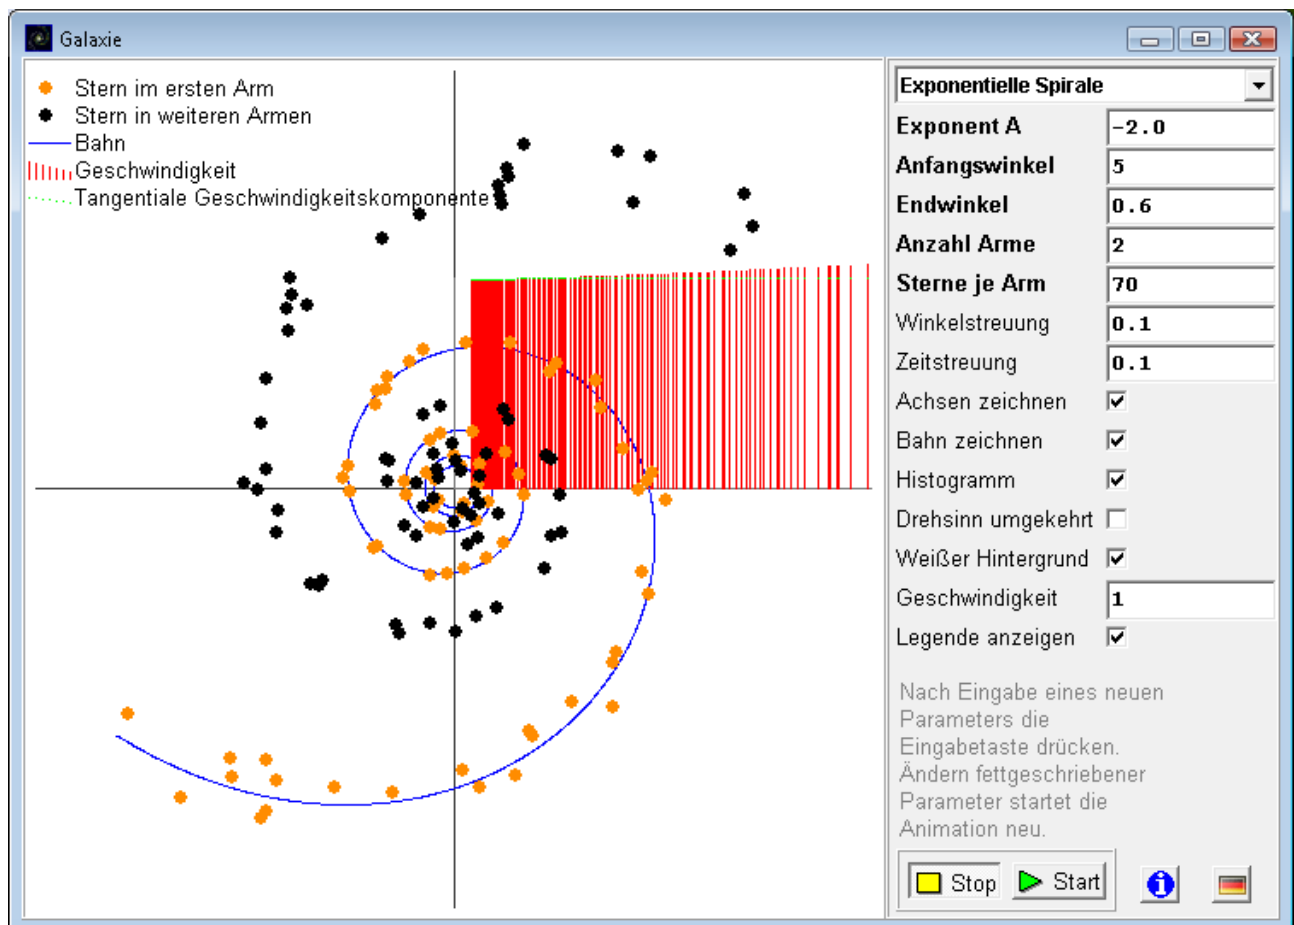 Galaxie
Stern im ersten Arm
Stern in weiteren Armen
Bahn
Geschwindigkeit
Tangentiale Geschwindigkeitskomponente
Exponentielle Spirale
Exponent A -2.0
Anfangswinkel 5
Endwinkel 0.6
Anzahl Arme 2
Sterne je Arm 70
Winkelstreuung 0.1
Zeitstreuung 0.1
Achsen zeichnen
Bahn zeichnen
Histogramm
Drehsinn umgekehrt
Weißer Hintergrund
Geschwindigkeit 1
Legende anzeigen
Nach Eingabe eines neuen
Parameters die
Eingabetaste drücken.
Ändern fettgeschriebener
Parameter startet die
Animation neu.
Stop Start